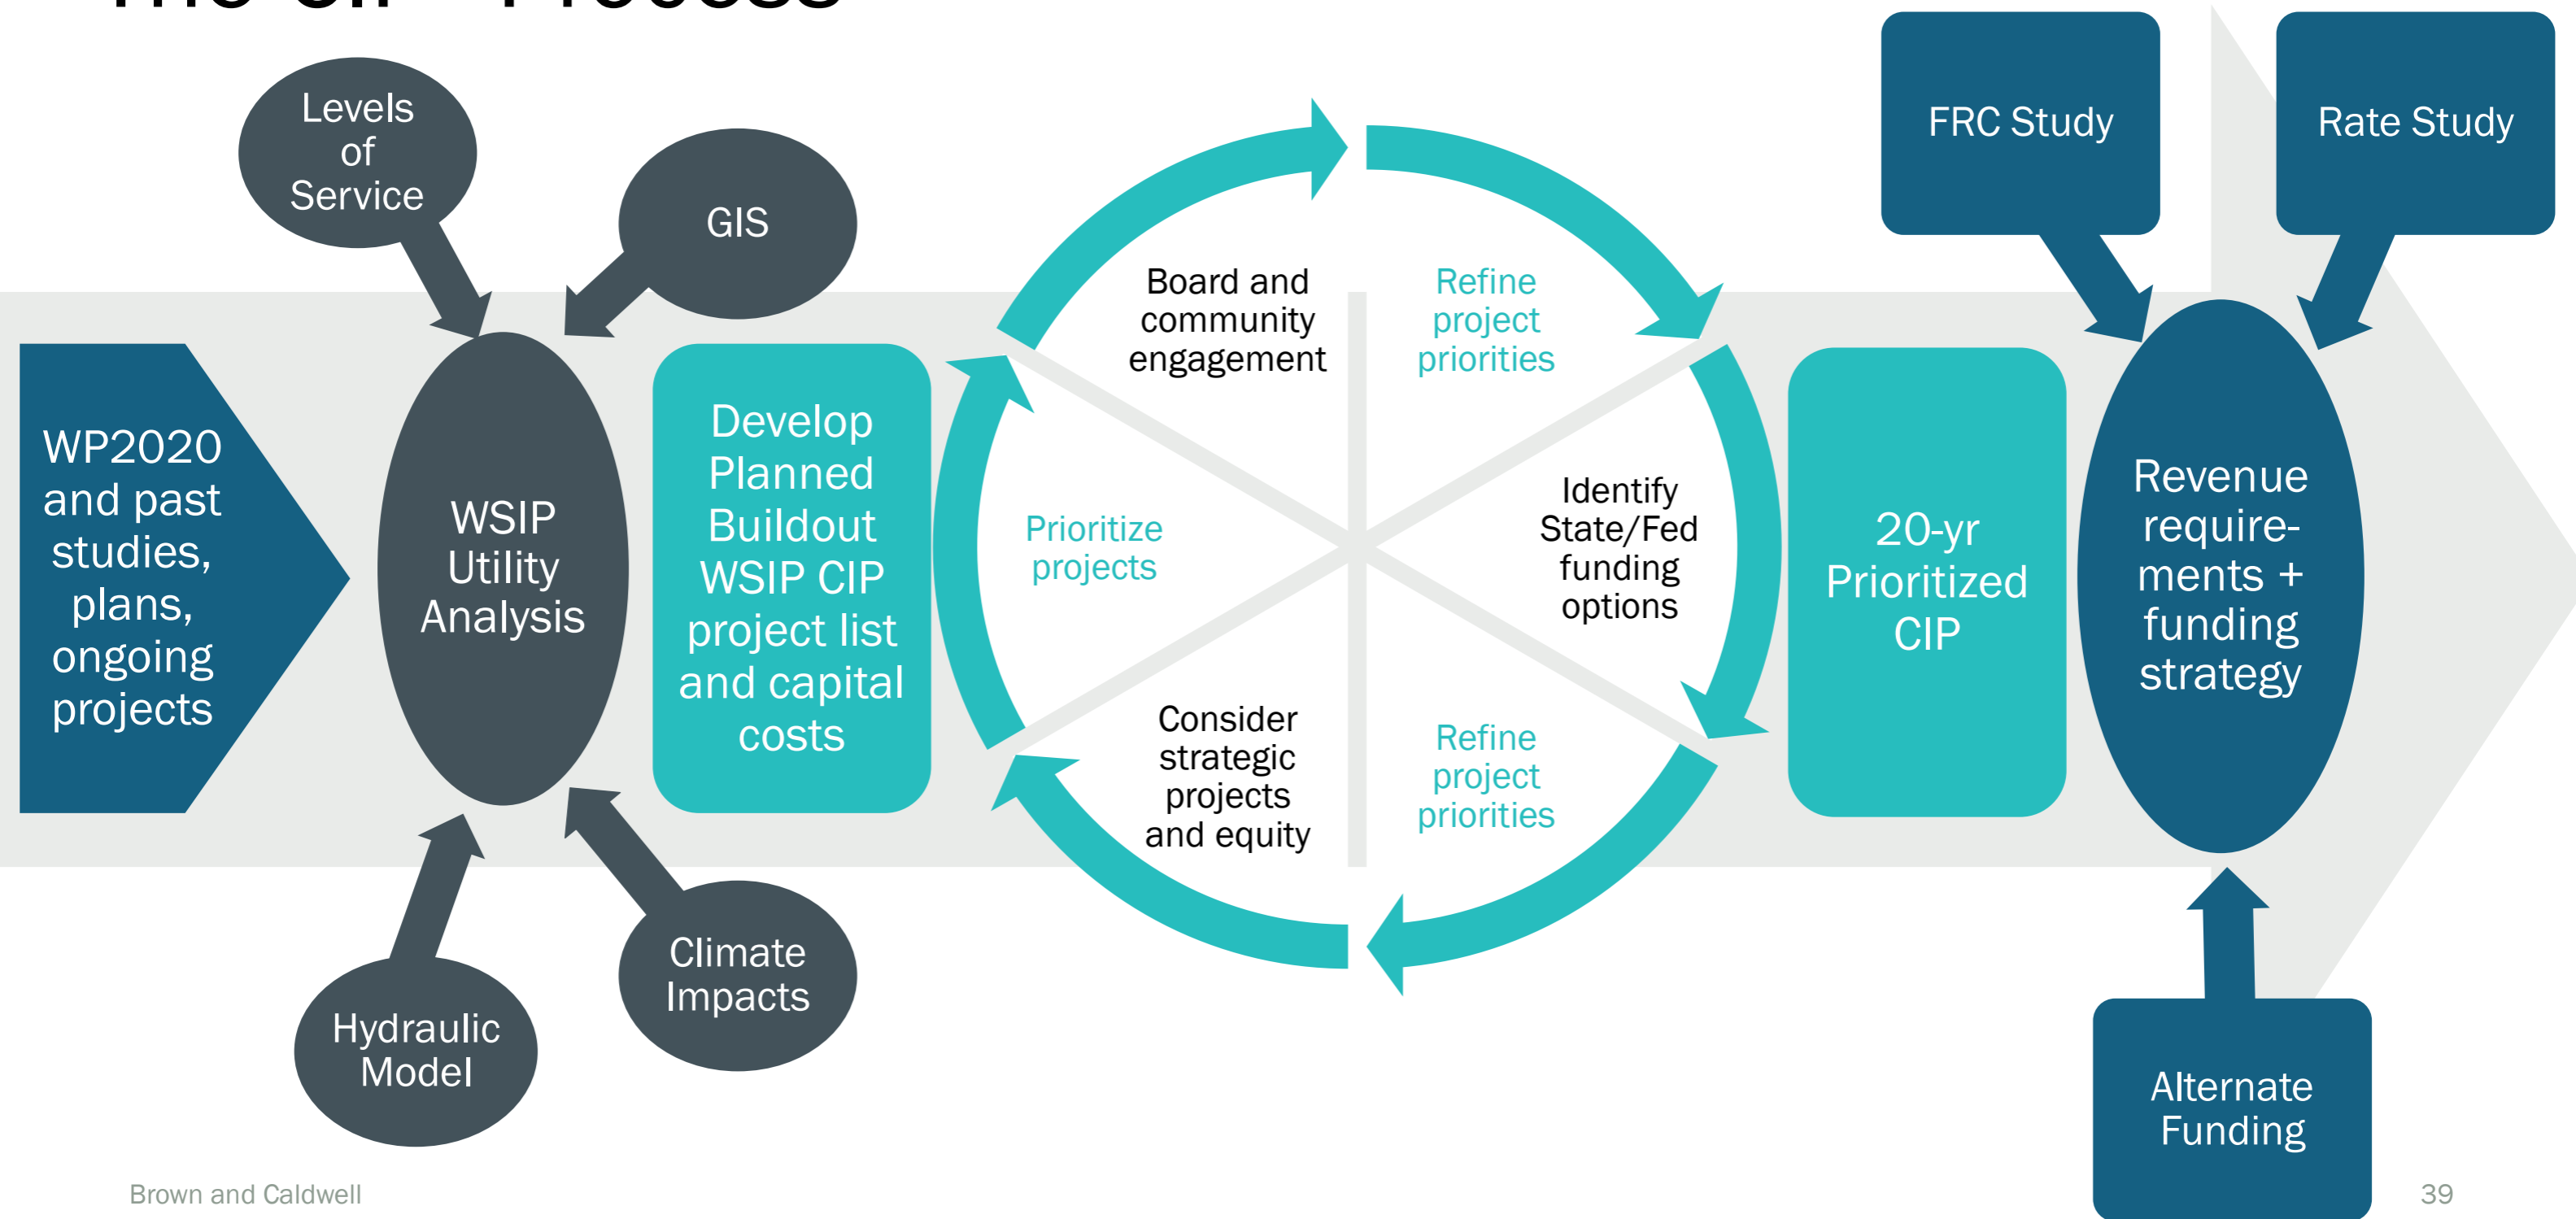 The CIP Process
Levels
of
Service
GIS
WP2020
and past
studies,
plans,
ongoing
projects
WSIP
Utility
Analysis
Hydraulic
Model
Climate
Impacts
Develop
Planned
Buildout
WSIP CIP
project list
and capital
costs
Board and
community
engagement
Refine
project
priorities
Identify
State/Fed
funding
options
Refine
project
priorities
Consider
strategic
projects
and equity
Prioritize
projects
20-yr
Prioritized
CIP
FRC Study
Rate Study
Revenue
require-
ments +
funding
strategy
Alternate
Funding
Brown and Caldwell
39